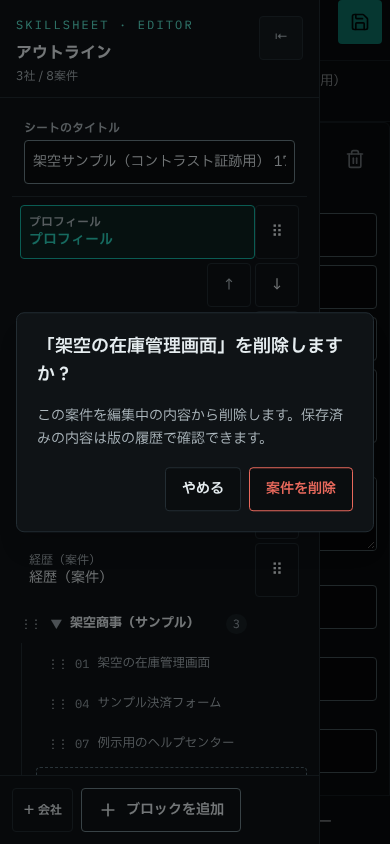 SKILLSHEET · EDITOR
アウトライン
3社 / 8案件
シートのタイトル
架空サンプル（コントラスト証跡用）
用）
プロフィール
プロフィール
↑ ↓
「架空の在庫管理画面」を削除します
か？
この案件を編集中の内容から削除します。保存済
みの内容は版の履歴で確認できます。
やめる 案件を削除
経歴（案件）
経歴（案件）
▼ 架空商事（サンプル） 3
01 架空の在庫管理画面
04 サンプル決済フォーム
07 例示用のヘルプセンター
+ 会社 + ブロックを追加